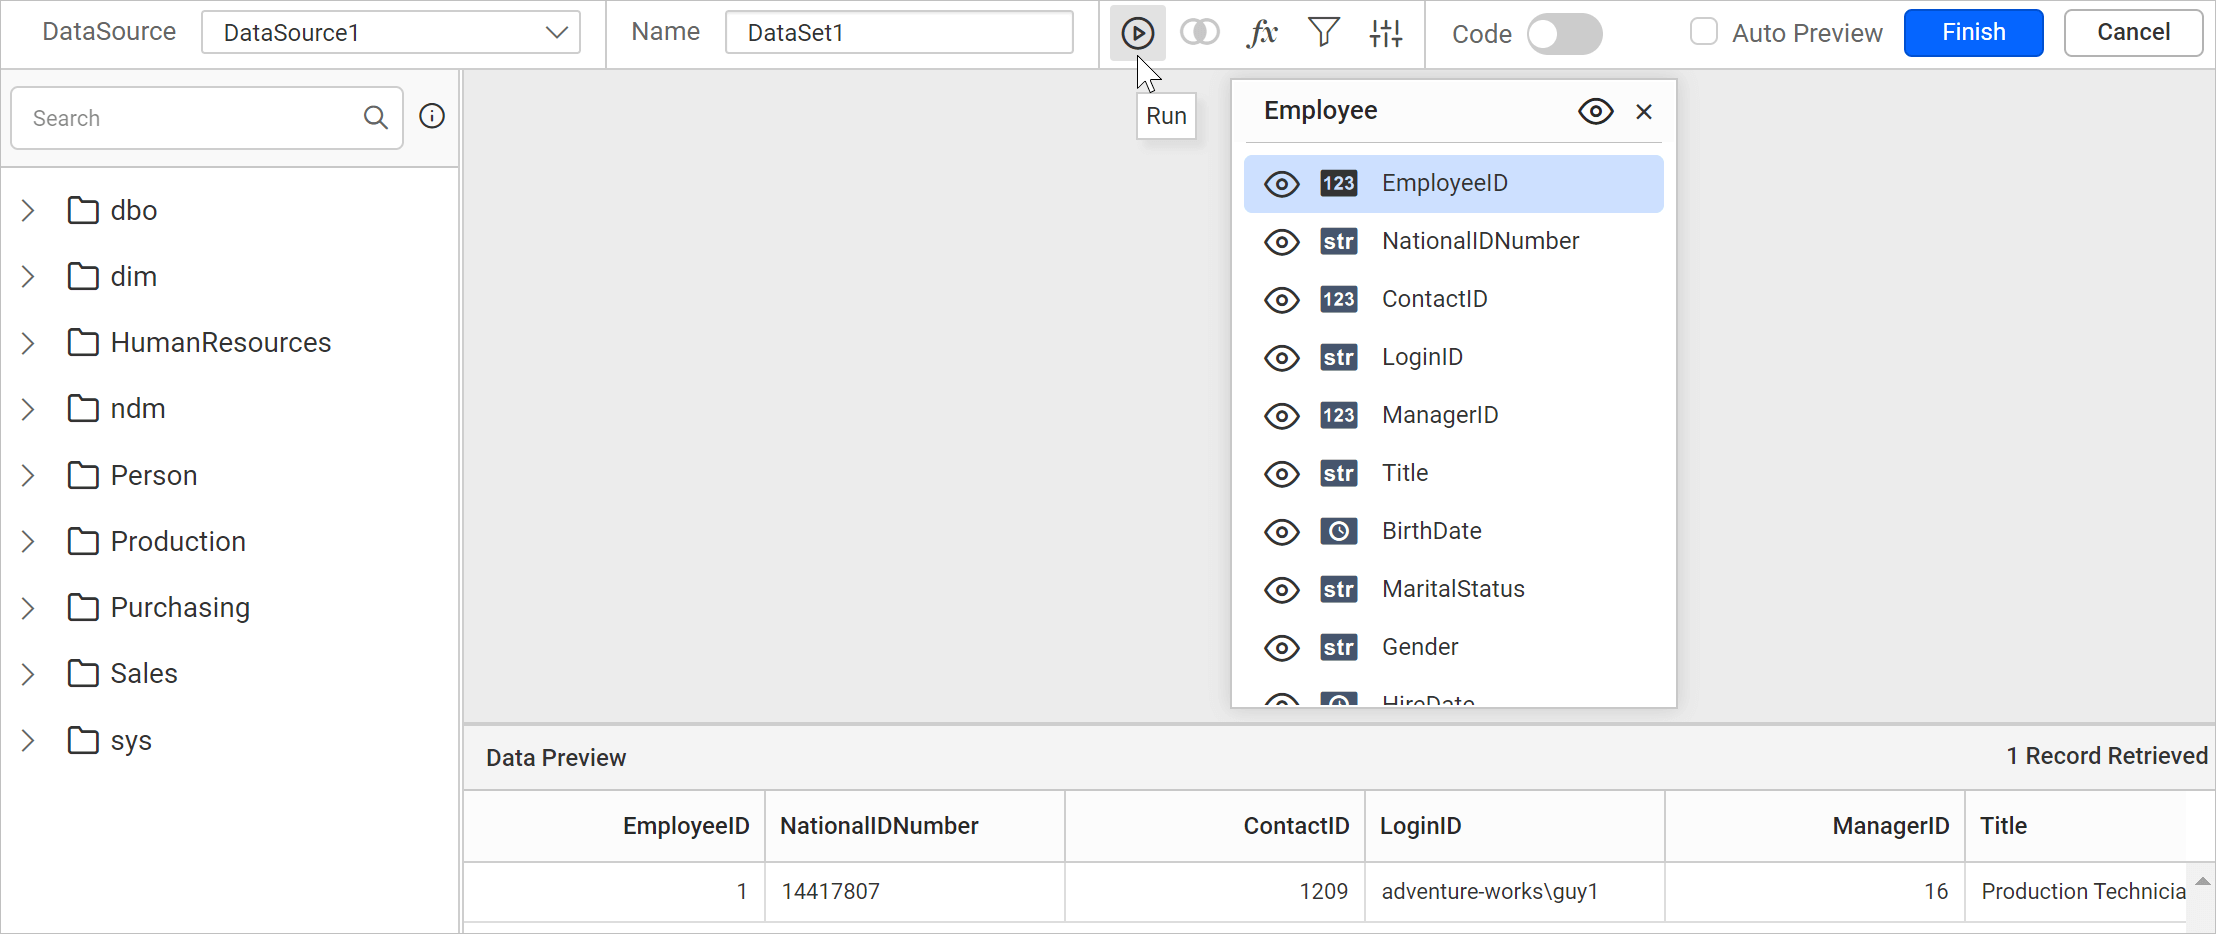 DataSource DataSource1 Name DataSet1 fx Code Auto Preview Finish Cancel
Run
Search
dbo
dim
HumanResources
ndm
Person
Production
Purchasing
Sales
sys
Employee
123 EmployeeID
str NationalIDNumber
123 ContactID
str LoginID
123 ManagerID
str Title
BirthDate
str MaritalStatus
str Gender
HireDate
Data Preview 1 Record Retrieved
EmployeeID NationalIDNumber ContactID LoginID ManagerID Title
1 14417807 1209 adventure-works\guy1 16 Production Technicia